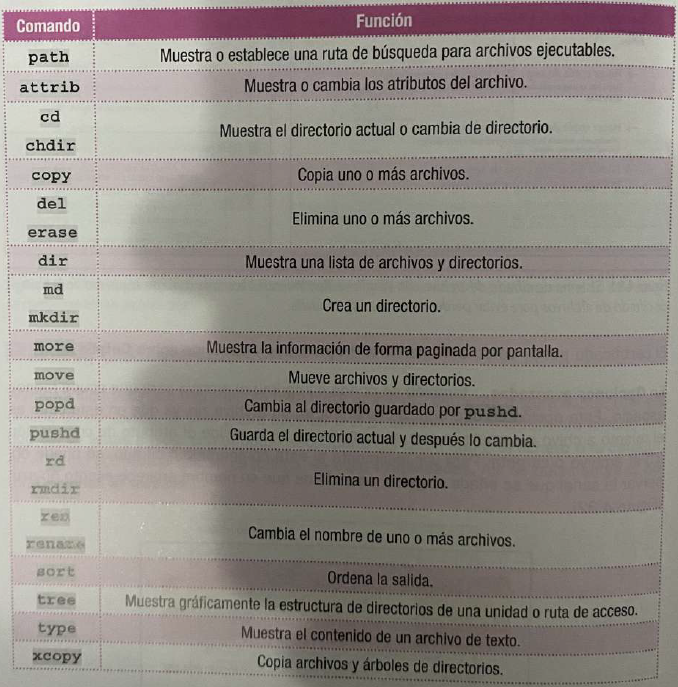 Comando Función
path Muestra o establece una ruta de búsqueda para archivos ejecutables.
attrib Muestra o cambia los atributos del archivo.
cd
chdir Muestra el directorio actual o cambia de directorio.
copy Copia uno o más archivos.
del
erase Elimina uno o más archivos.
dir Muestra una lista de archivos y directorios.
md
mkdir Crea un directorio.
more Muestra la información de forma paginada por pantalla.
move Mueve archivos y directorios.
popd Cambia al directorio guardado por pushd.
pushd Guarda el directorio actual y después lo cambia.
rd
rmdir Elimina un directorio.
ren
rename Cambia el nombre de uno o más archivos.
sort Ordena la salida.
tree Muestra gráficamente la estructura de directorios de una unidad o ruta de acceso.
type Muestra el contenido de un archivo de texto.
xcopy Copia archivos y árboles de directorios.